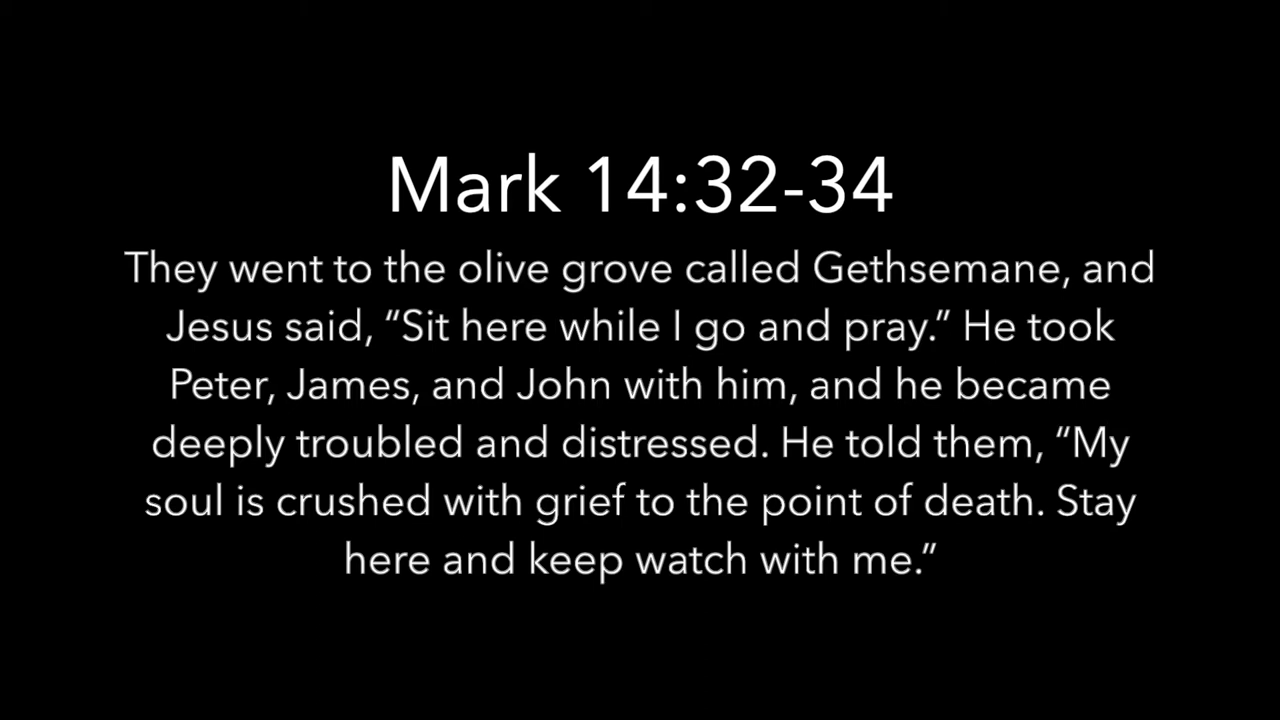 Mark 14:32-34
They went to the olive grove called Gethsemane, and
Jesus said, “Sit here while I go and pray.” He took
Peter, James, and John with him, and he became
deeply troubled and distressed. He told them, “My
soul is crushed with grief to the point of death. Stay
here and keep watch with me.”